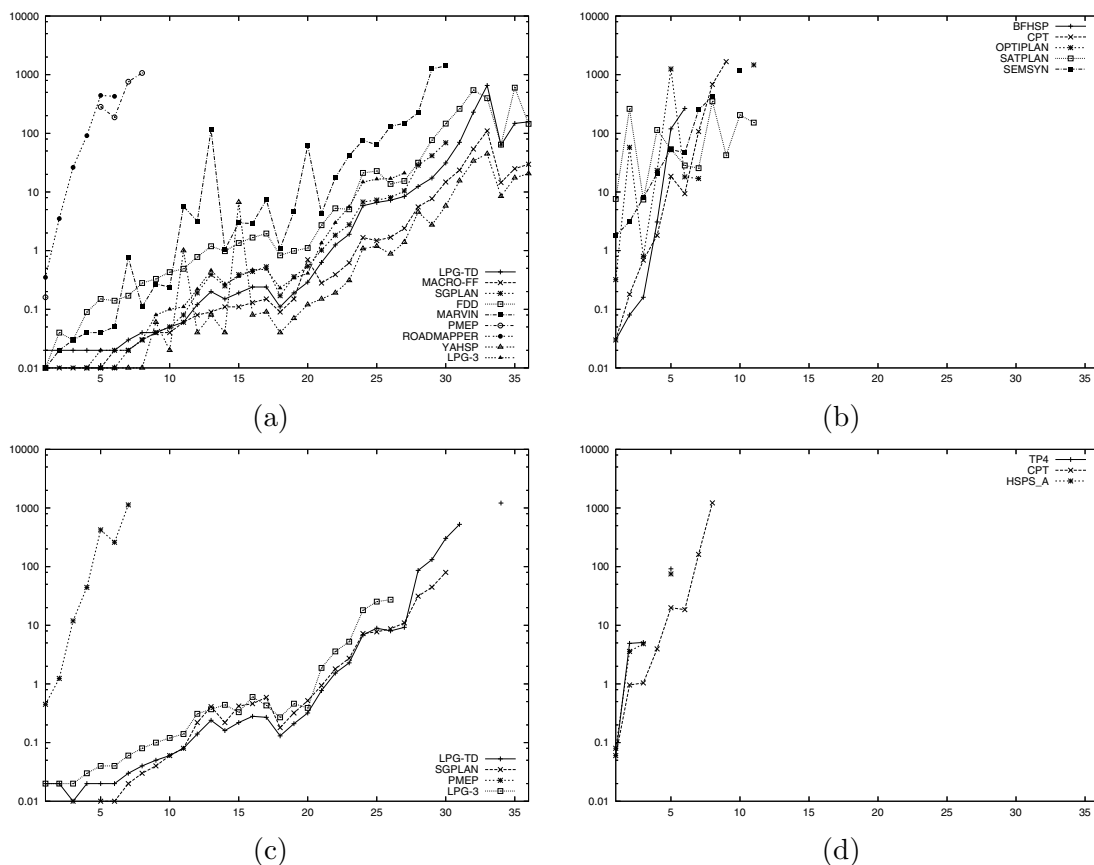 10000
1000
100
10
1
0.1
0.01
5 10 15 20 25 30 35
LPG-TD
MACRO-FF
SGPLAN
FDD
MARVIN
PMEP
ROADMAPPER
YAHSP
LPG-3
(a)
10000
1000
100
10
1
0.1
0.01
5 10 15 20 25 30 35
BFHSP
CPT
OPTIPLAN
SATPLAN
SEMSYN
(b)
10000
1000
100
10
1
0.1
0.01
5 10 15 20 25 30 35
LPG-TD
SGPLAN
PMEP
LPG-3
(c)
10000
1000
100
10
1
0.1
0.01
5 10 15 20 25 30 35
TP4
CPT
HSPS_A
(d)